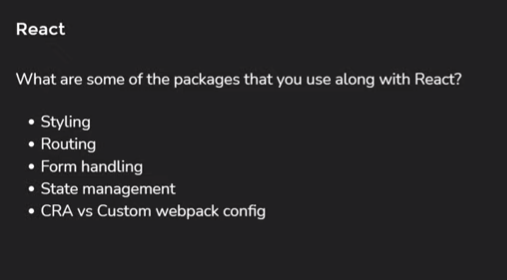 React
What are some of the packages that you use along with React?
• Styling
• Routing
• Form handling
• State management
• CRA vs Custom webpack config